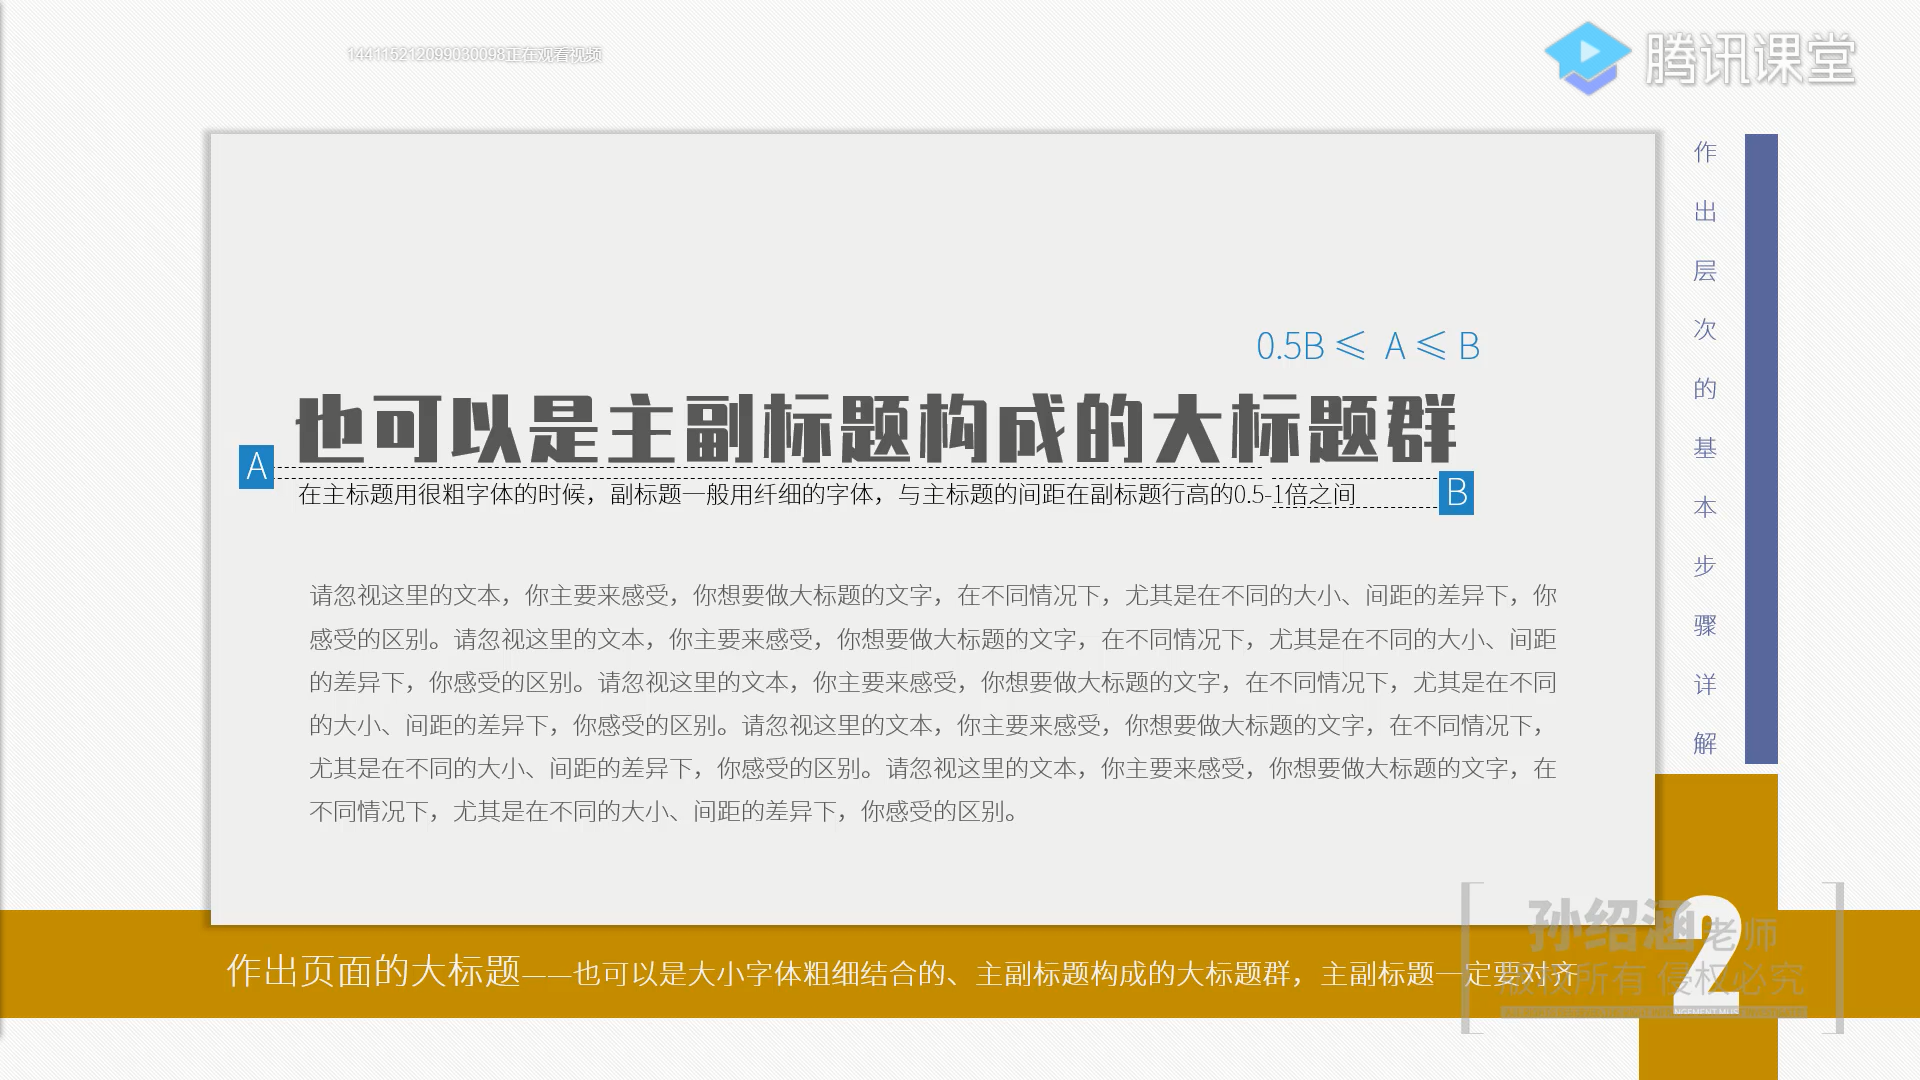 144115212099030098正在观看视频
腾讯课堂
作出层次的基本步骤详解
0.5B ≤ A ≤ B
也可以是主副标题构成的大标题群
A
在主标题用很粗字体的时候，副标题一般用纤细的字体，与主标题的间距在副标题行高的0.5-1倍之间
B
请忽视这里的文本，你主要来感受，你想要做大标题的文字，在不同情况下，尤其是在不同的大小、间距的差异下，你
感受的区别。请忽视这里的文本，你主要来感受，你想要做大标题的文字，在不同情况下，尤其是在不同的大小、间距
的差异下，你感受的区别。请忽视这里的文本，你主要来感受，你想要做大标题的文字，在不同情况下，尤其是在不同
的大小、间距的差异下，你感受的区别。请忽视这里的文本，你主要来感受，你想要做大标题的文字，在不同情况下，
尤其是在不同的大小、间距的差异下，你感受的区别。请忽视这里的文本，你主要来感受，你想要做大标题的文字，在
不同情况下，尤其是在不同的大小、间距的差异下，你感受的区别。
作出页面的大标题——也可以是大小字体粗细结合的、主副标题构成的大标题群，主副标题一定要对齐
2
孙绍涵老师
版权所有 侵权必究